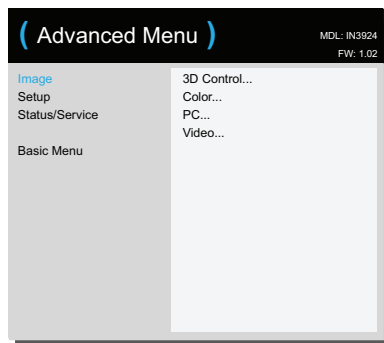 ( Advanced Menu )
MDL: IN3924
FW: 1.02
Image
Setup
Status/Service
Basic Menu
3D Control...
Color...
PC...
Video...